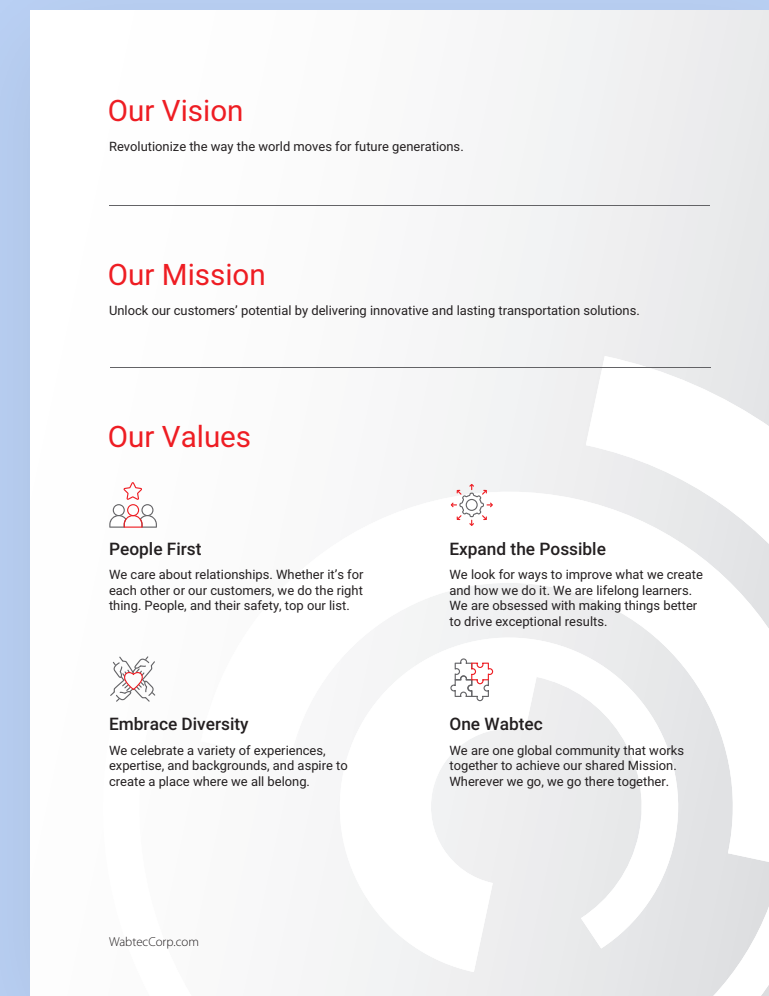 Our Vision
Revolutionize the way the world moves for future generations.
Our Mission
Unlock our customers’ potential by delivering innovative and lasting transportation solutions.
Our Values
People First
We care about relationships. Whether it’s for
each other or our customers, we do the right
thing. People, and their safety, top our list.
Expand the Possible
We look for ways to improve what we create
and how we do it. We are lifelong learners.
We are obsessed with making things better
to drive exceptional results.
Embrace Diversity
We celebrate a variety of experiences,
expertise, and backgrounds, and aspire to
create a place where we all belong.
One Wabtec
We are one global community that works
together to achieve our shared Mission.
Wherever we go, we go there together.
WabtecCorp.com